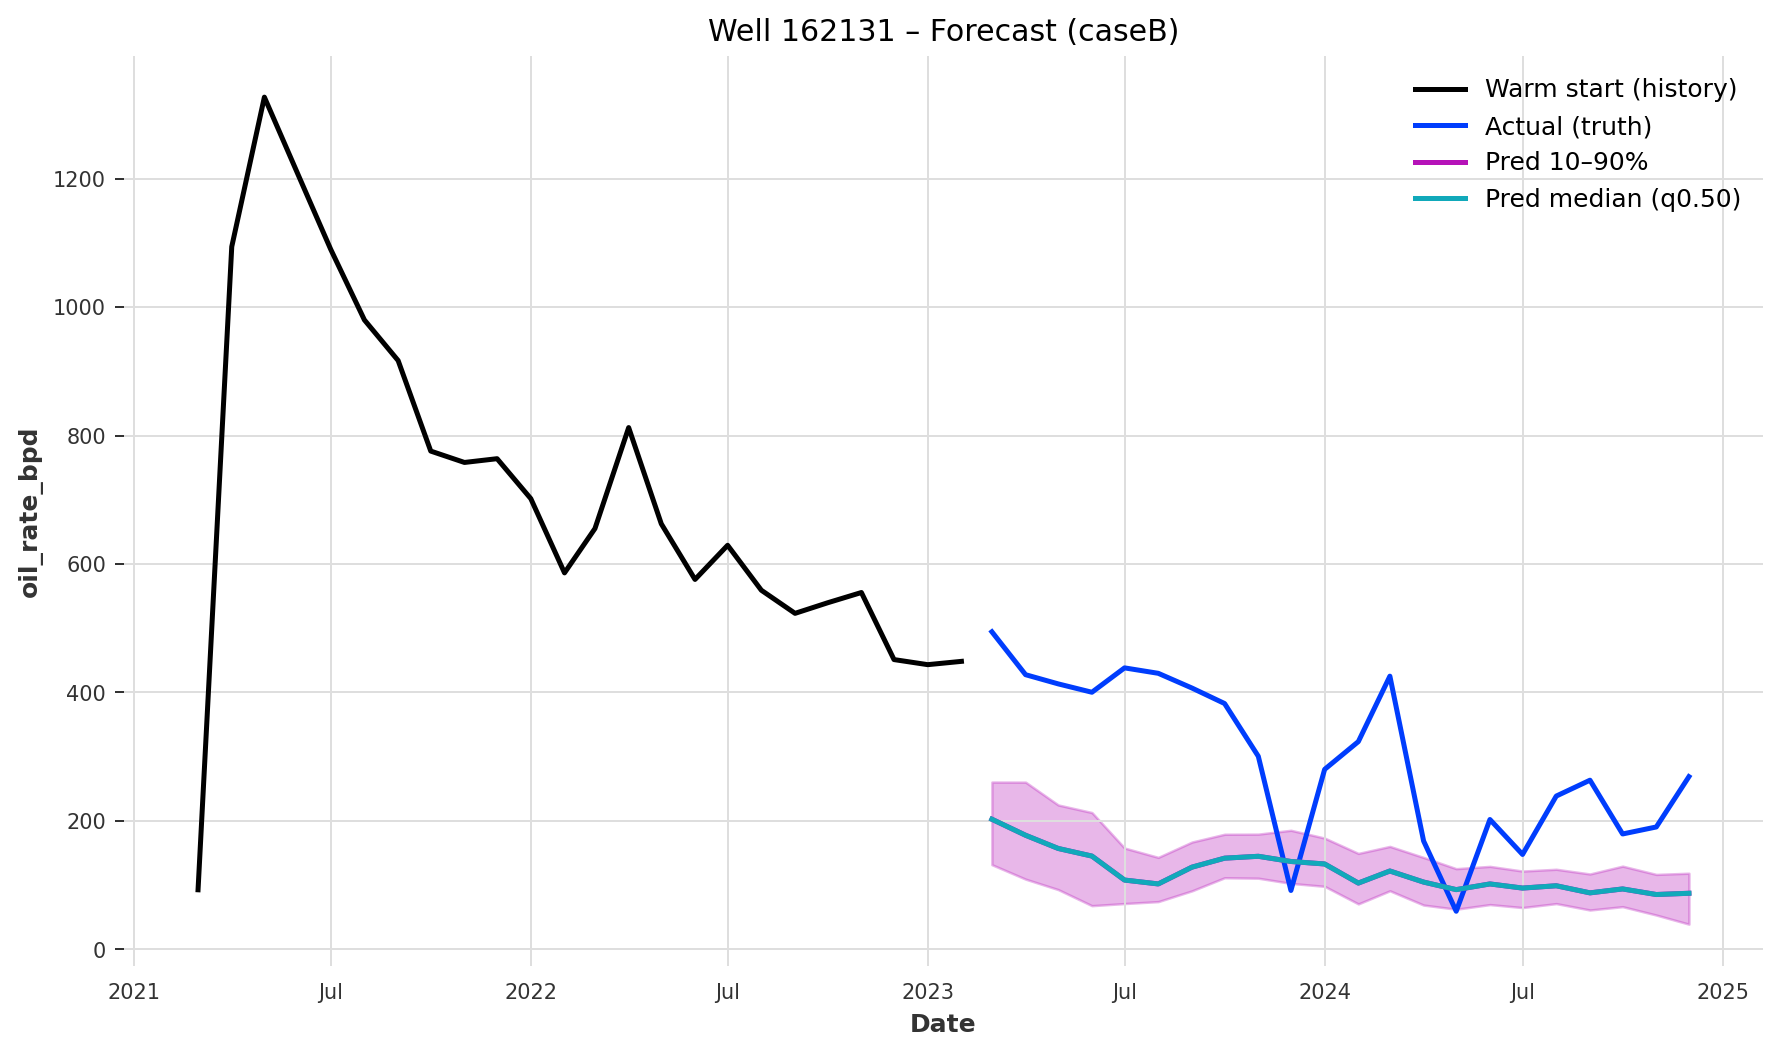 Well 162131 – Forecast (caseB)
Warm start (history)
Actual (truth)
Pred 10–90%
Pred median (q0.50)
oil_rate_bpd
1200
1000
800
600
400
200
0
2021
Jul
2022
Jul
2023
Jul
2024
Jul
2025
Date